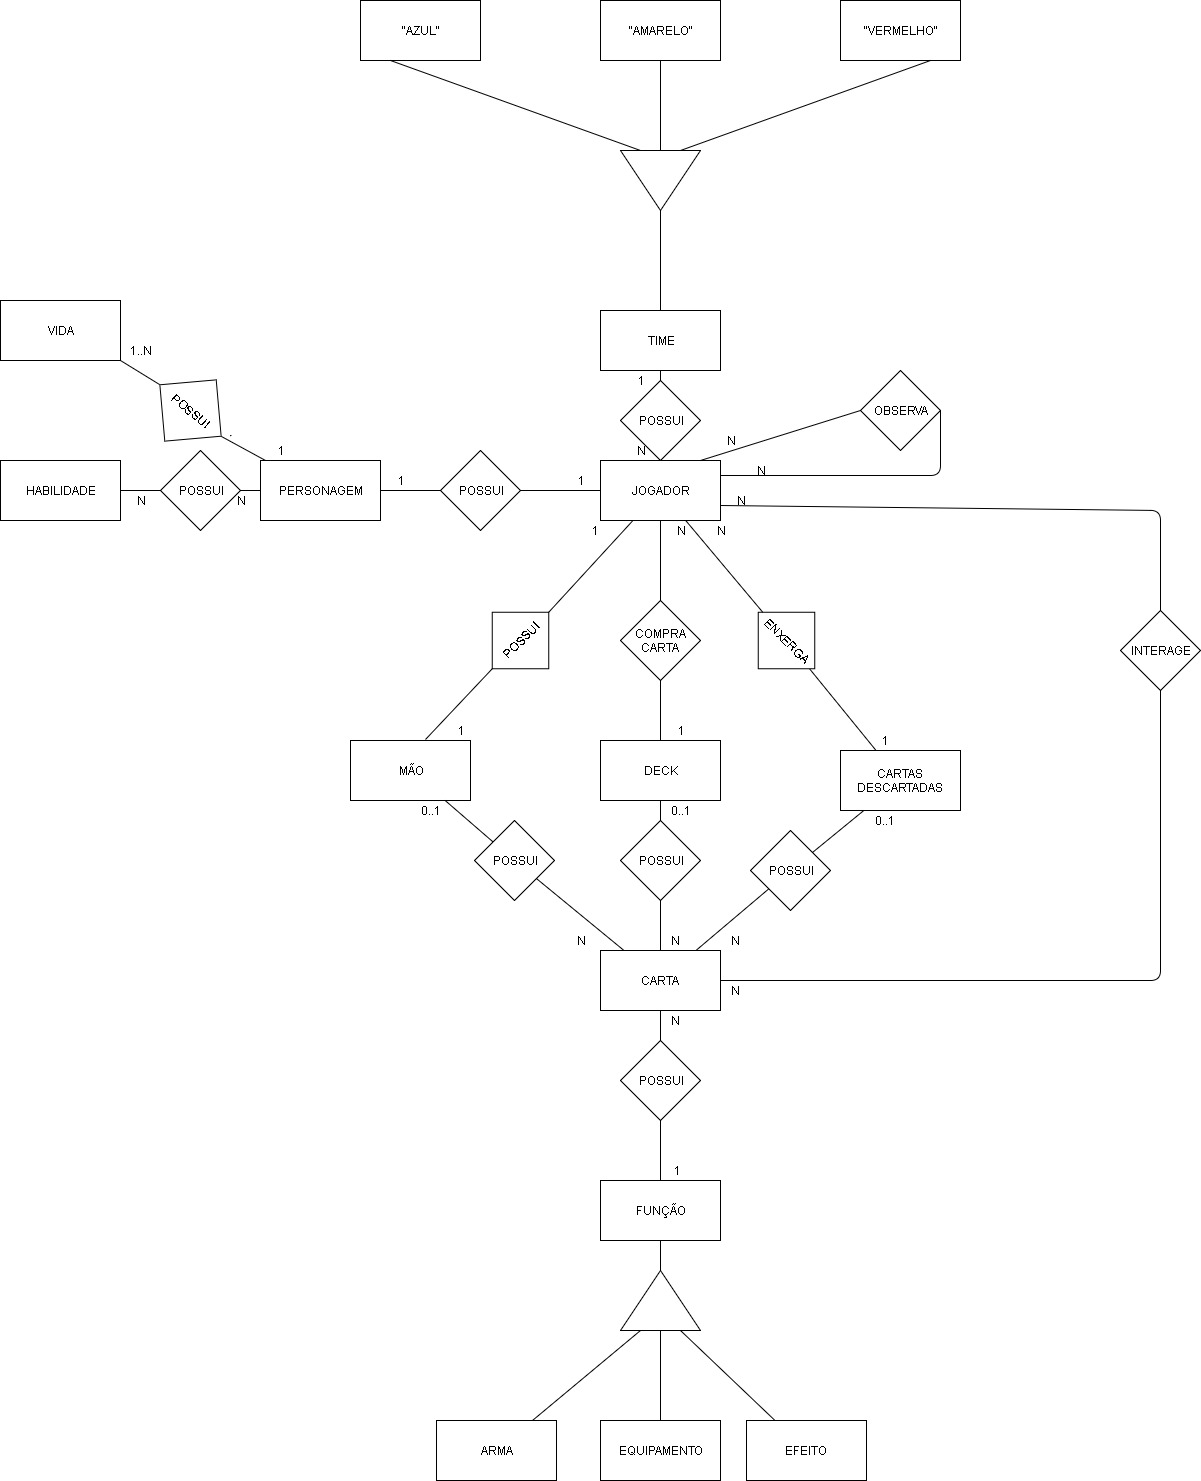 "AZUL"
"AMARELO"
"VERMELHO"
VIDA
1..N
TIME
1
POSSUI
OBSERVA
POSSUI
N
N
N
1
HABILIDADE
N
POSSUI
N
PERSONAGEM
1
POSSUI
1
JOGADOR
N
1
N
N
POSSUI
COMPRA
CARTA
ENXERGA
INTERAGE
1
1
1
MÃO
DECK
CARTAS
DESCARTADAS
0..1
0..1
0..1
POSSUI
POSSUI
POSSUI
N
N
N
CARTA
N
N
POSSUI
1
FUNÇÃO
ARMA
EQUIPAMENTO
EFEITO